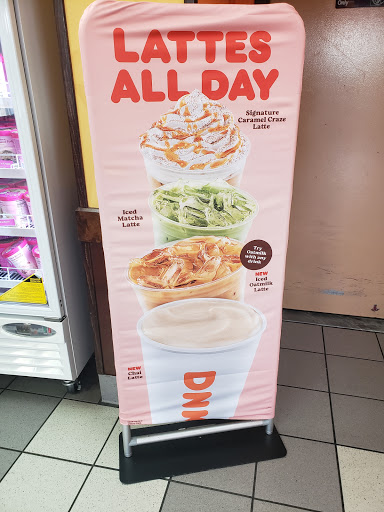 LATTES
ALL DAY
Signature
Caramel Craze
Latte
Iced
Matcha
Latte
Try
Oatmilk
with any
drink
NEW
Iced
Oatmilk
Latte
NEW
Chai
Latte
DNK